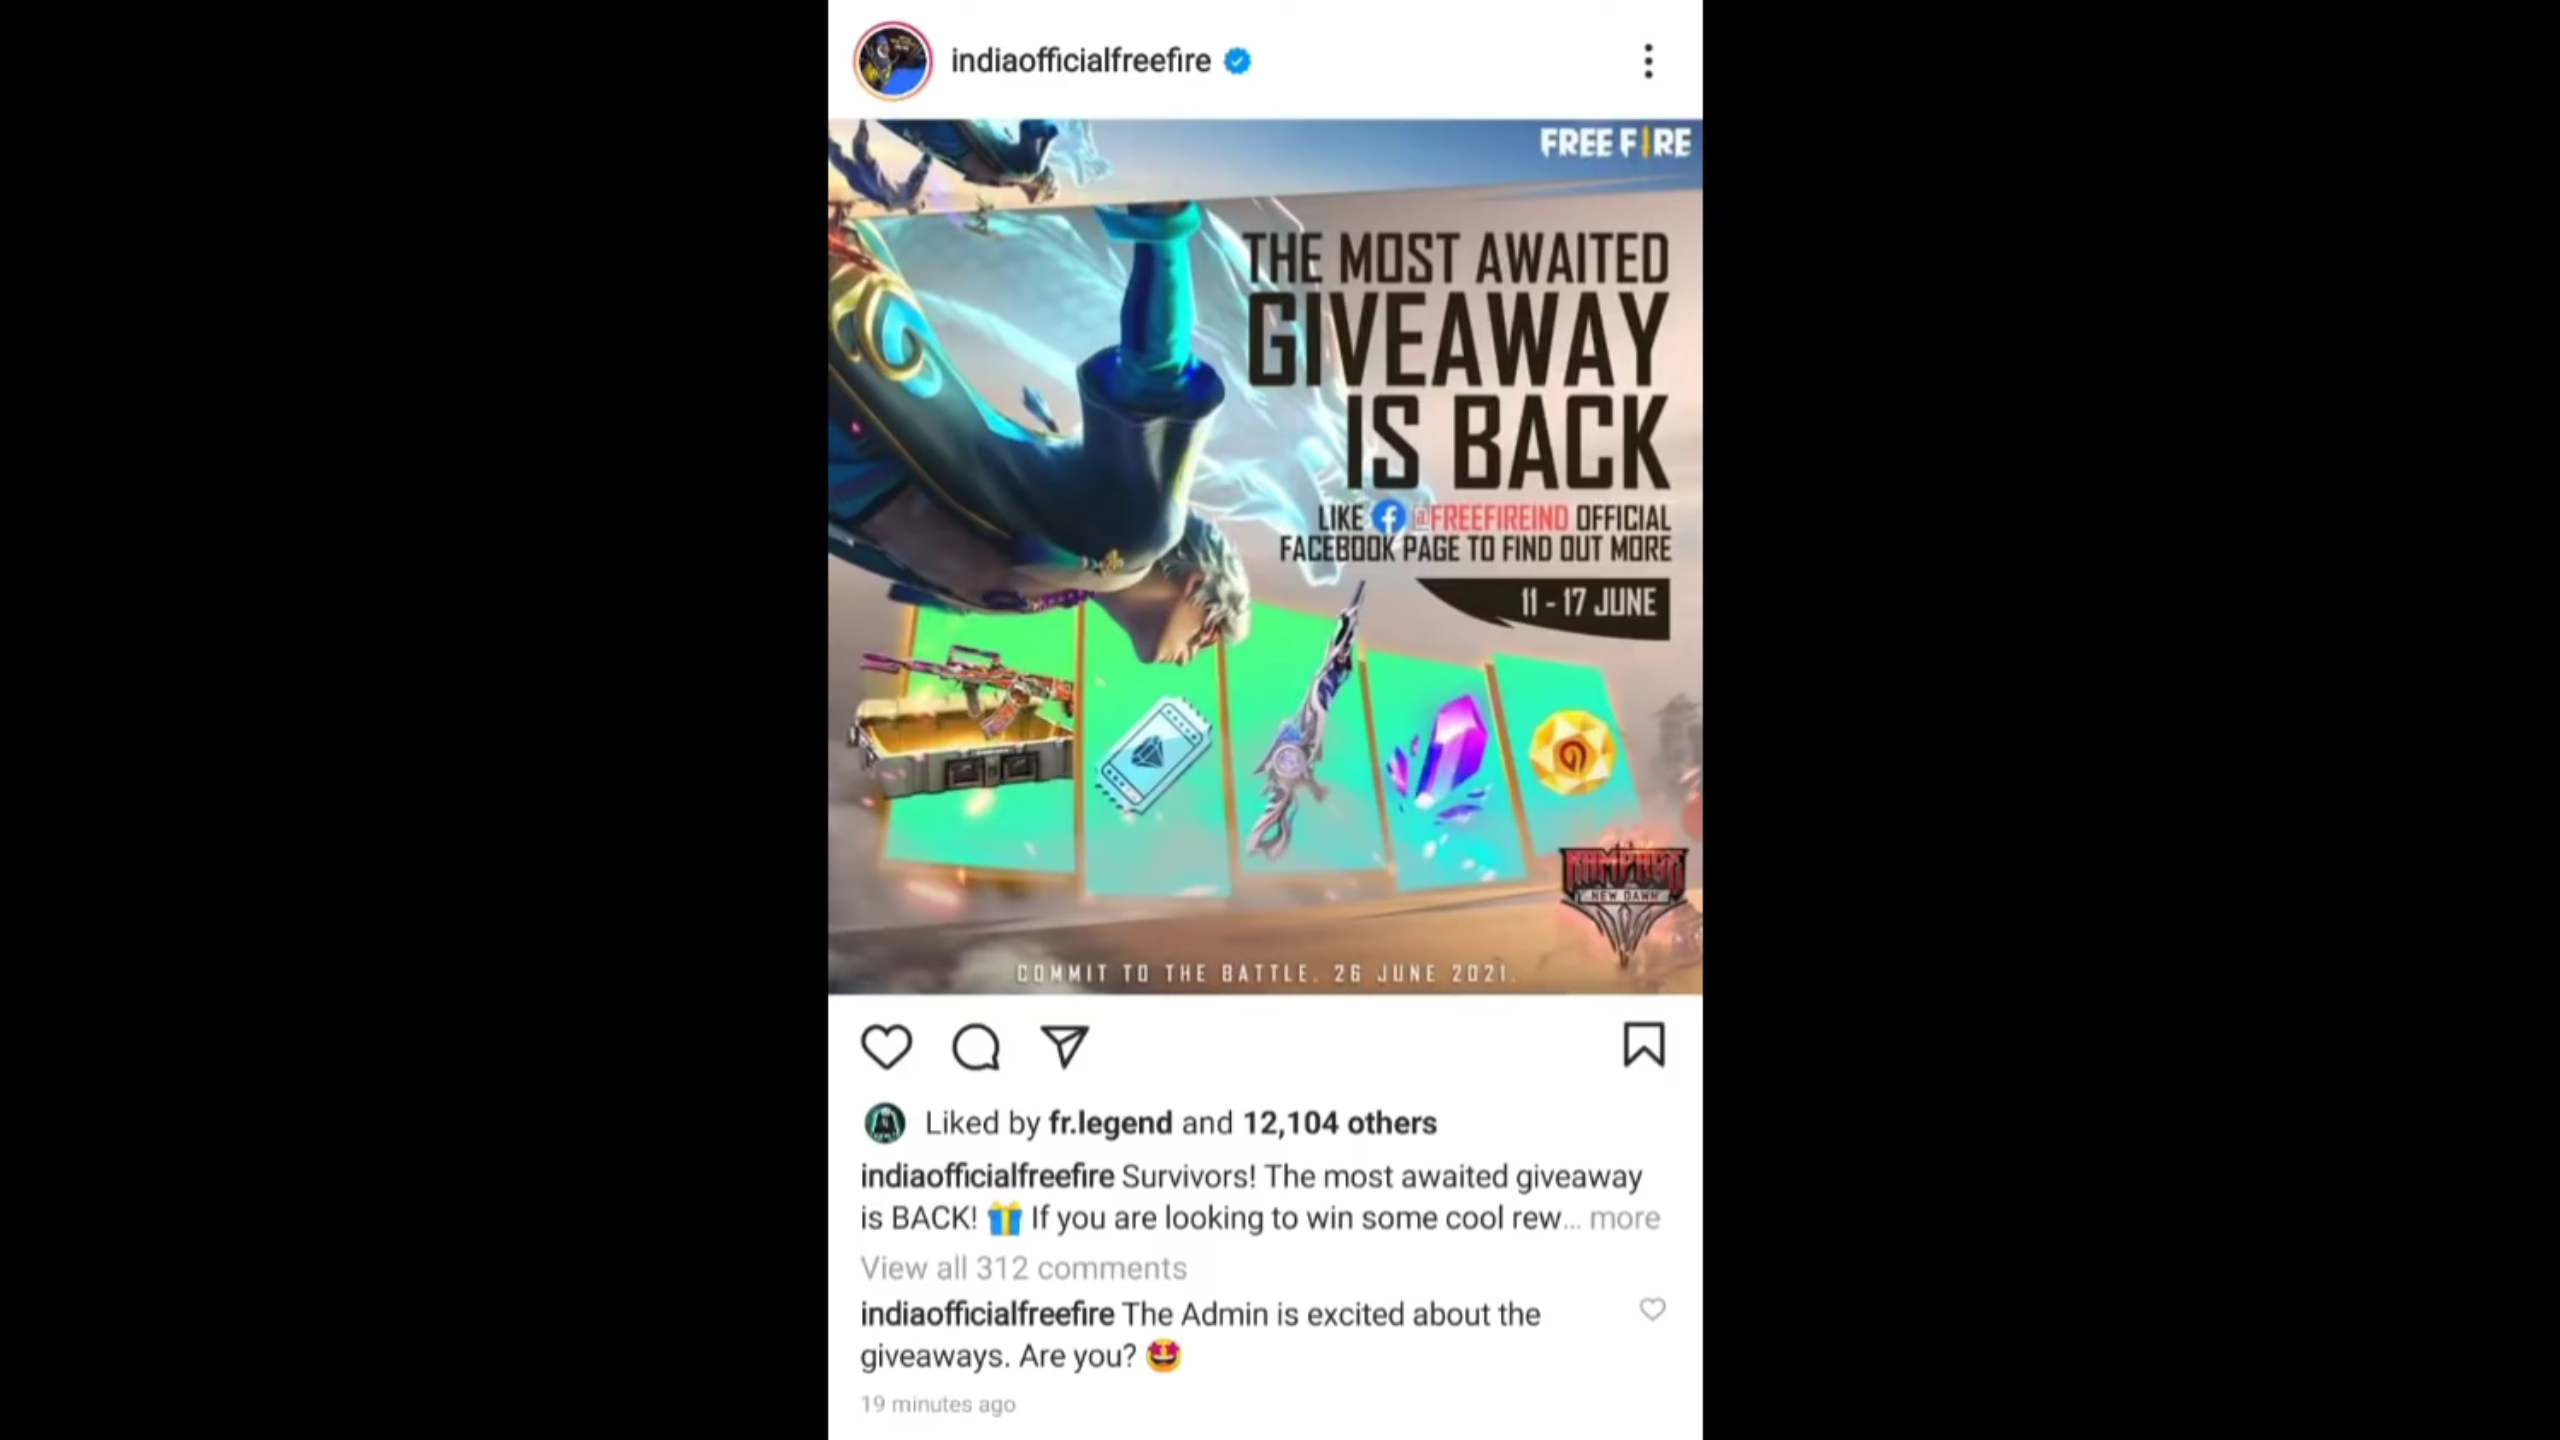 indiaofficialfreefire
FREE FIRE
THE MOST AWAITED
GIVEAWAY
IS BACK
LIKE @FREEFIREIND OFFICIAL
FACEBOOK PAGE TO FIND OUT MORE
11 - 17 JUNE
RAMPAGE
NEW DAWN
COMMIT TO THE BATTLE. 26 JUNE 2021.
Liked by fr.legend and 12,104 others
indiaofficialfreefire Survivors! The most awaited giveaway
is BACK! 🎁 If you are looking to win some cool rew... more
View all 312 comments
indiaofficialfreefire The Admin is excited about the
giveaways. Are you? 🤩
19 minutes ago